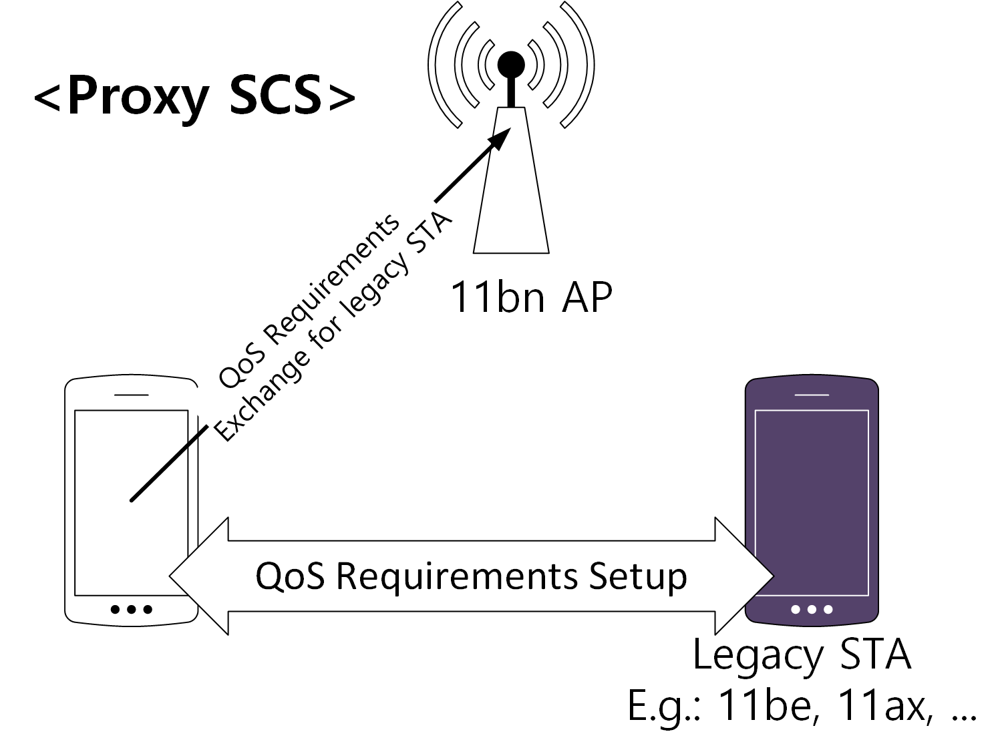 <Proxy SCS>
QoS Requirements
Exchange for legacy STA
11bn AP
QoS Requirements Setup
Legacy STA
E.g.: 11be, 11ax, ...